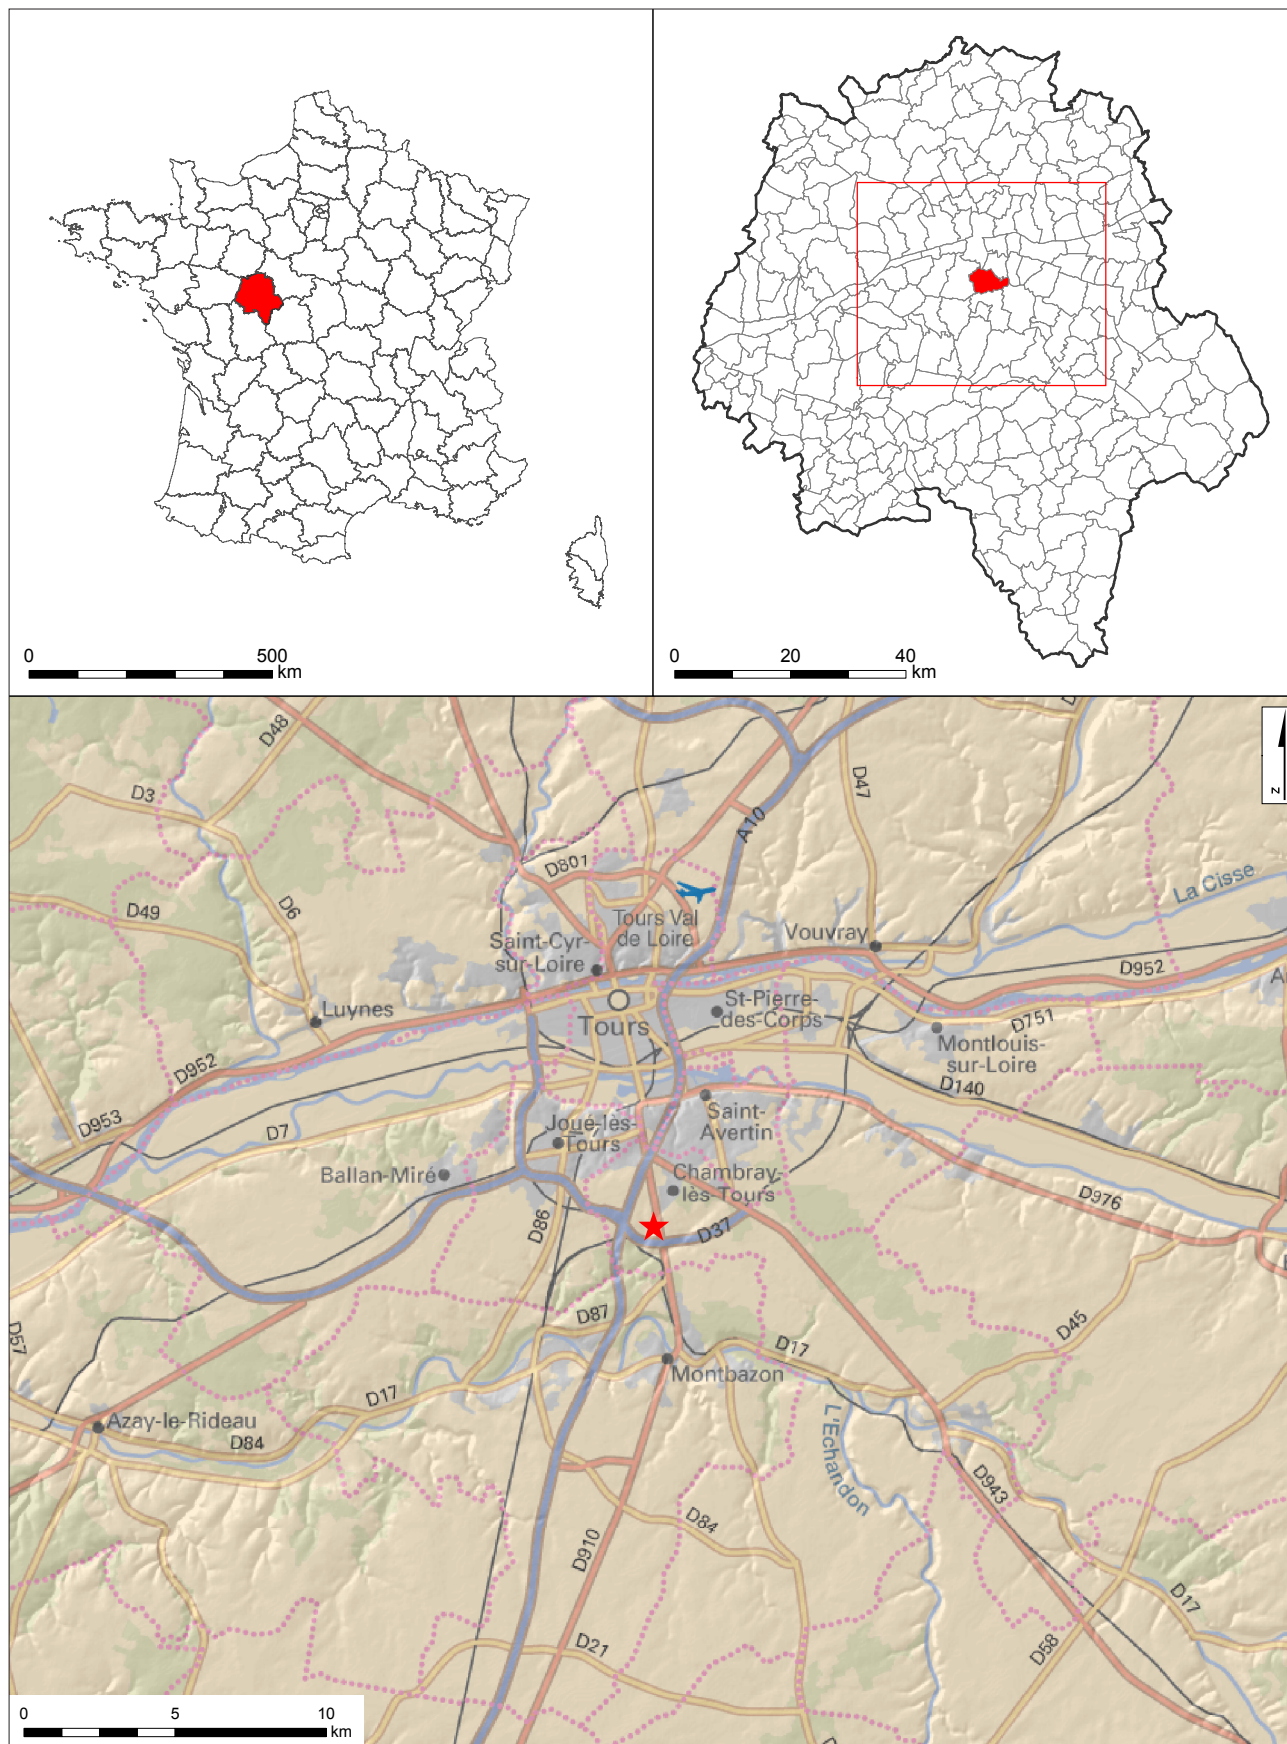 0
500
km
0
20
40
km
D48
D3
D47
A10
D801
La Cisse
D49
D6
Tours Val
de Loire
Vouvray
Saint-Cyr-
sur-Loire
D952
Luynes
St-Pierre-
des-Corps
Tours
D751
Montlouis-
sur-Loire
D952
D140
D953
D7
Saint-
Avertin
Joué-lès-
Tours
Ballan-Miré
Chambray-
lès-Tours
D976
D86
D37
D87
D45
D57
D17
Montbazon
D17
Azay-le-Rideau
D84
L'Echandon
D943
D84
D910
D17
D21
D58
0
5
10
km
z